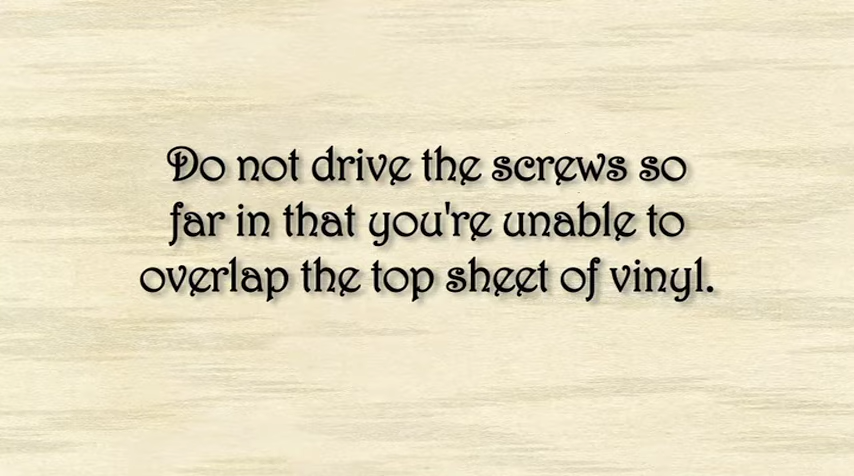 Do not drive the screws so
far in that you're unable to
overlap the top sheet of vinyl.